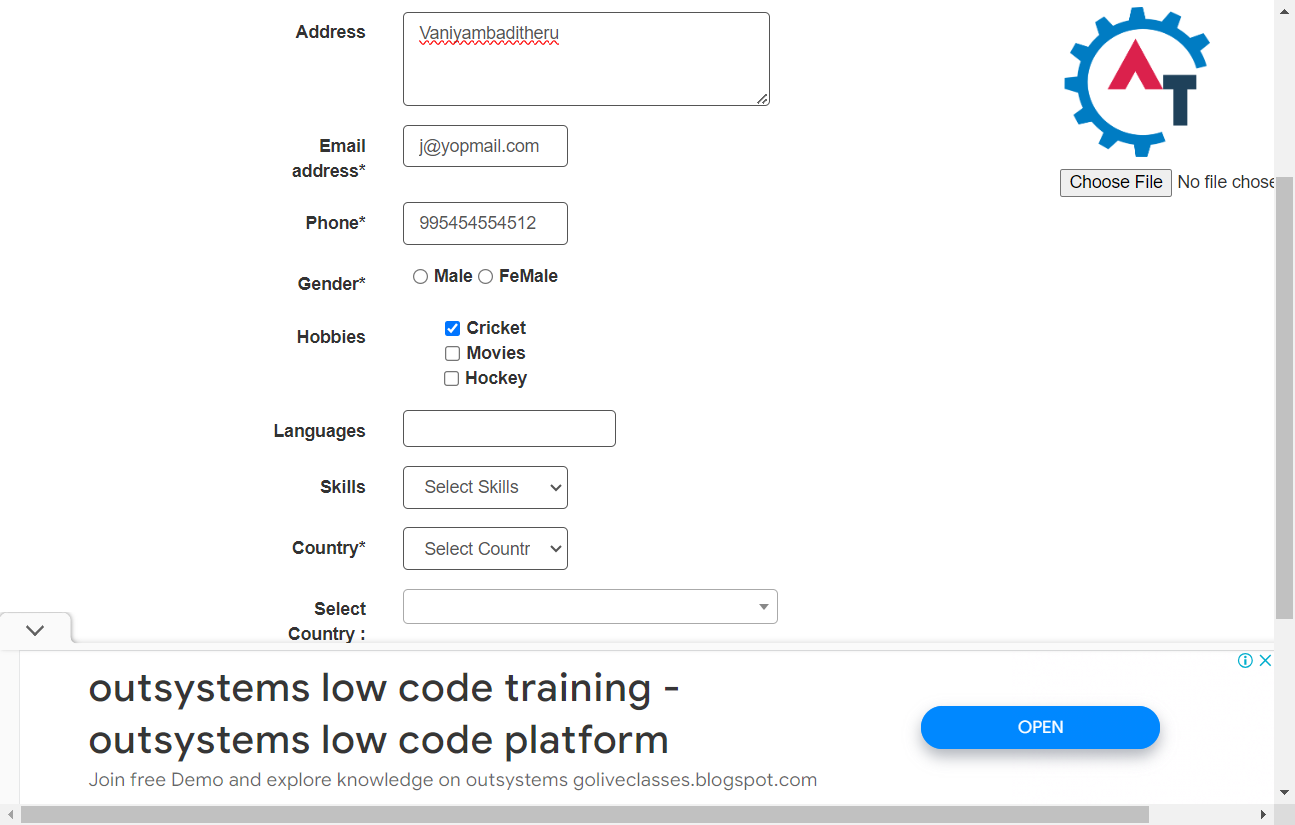 Address
Vaniyambaditheru
Email
address*
j@yopmail.com
Phone*
995454554512
Gender*
Male FeMale
Hobbies
Cricket
Movies
Hockey
Languages
Skills
Select Skills
Country*
Select Countr
Select
Country :
AT
Choose File No file chose
outsystems low code training -
outsystems low code platform
Join free Demo and explore knowledge on outsystems goliveclasses.blogspot.com
OPEN